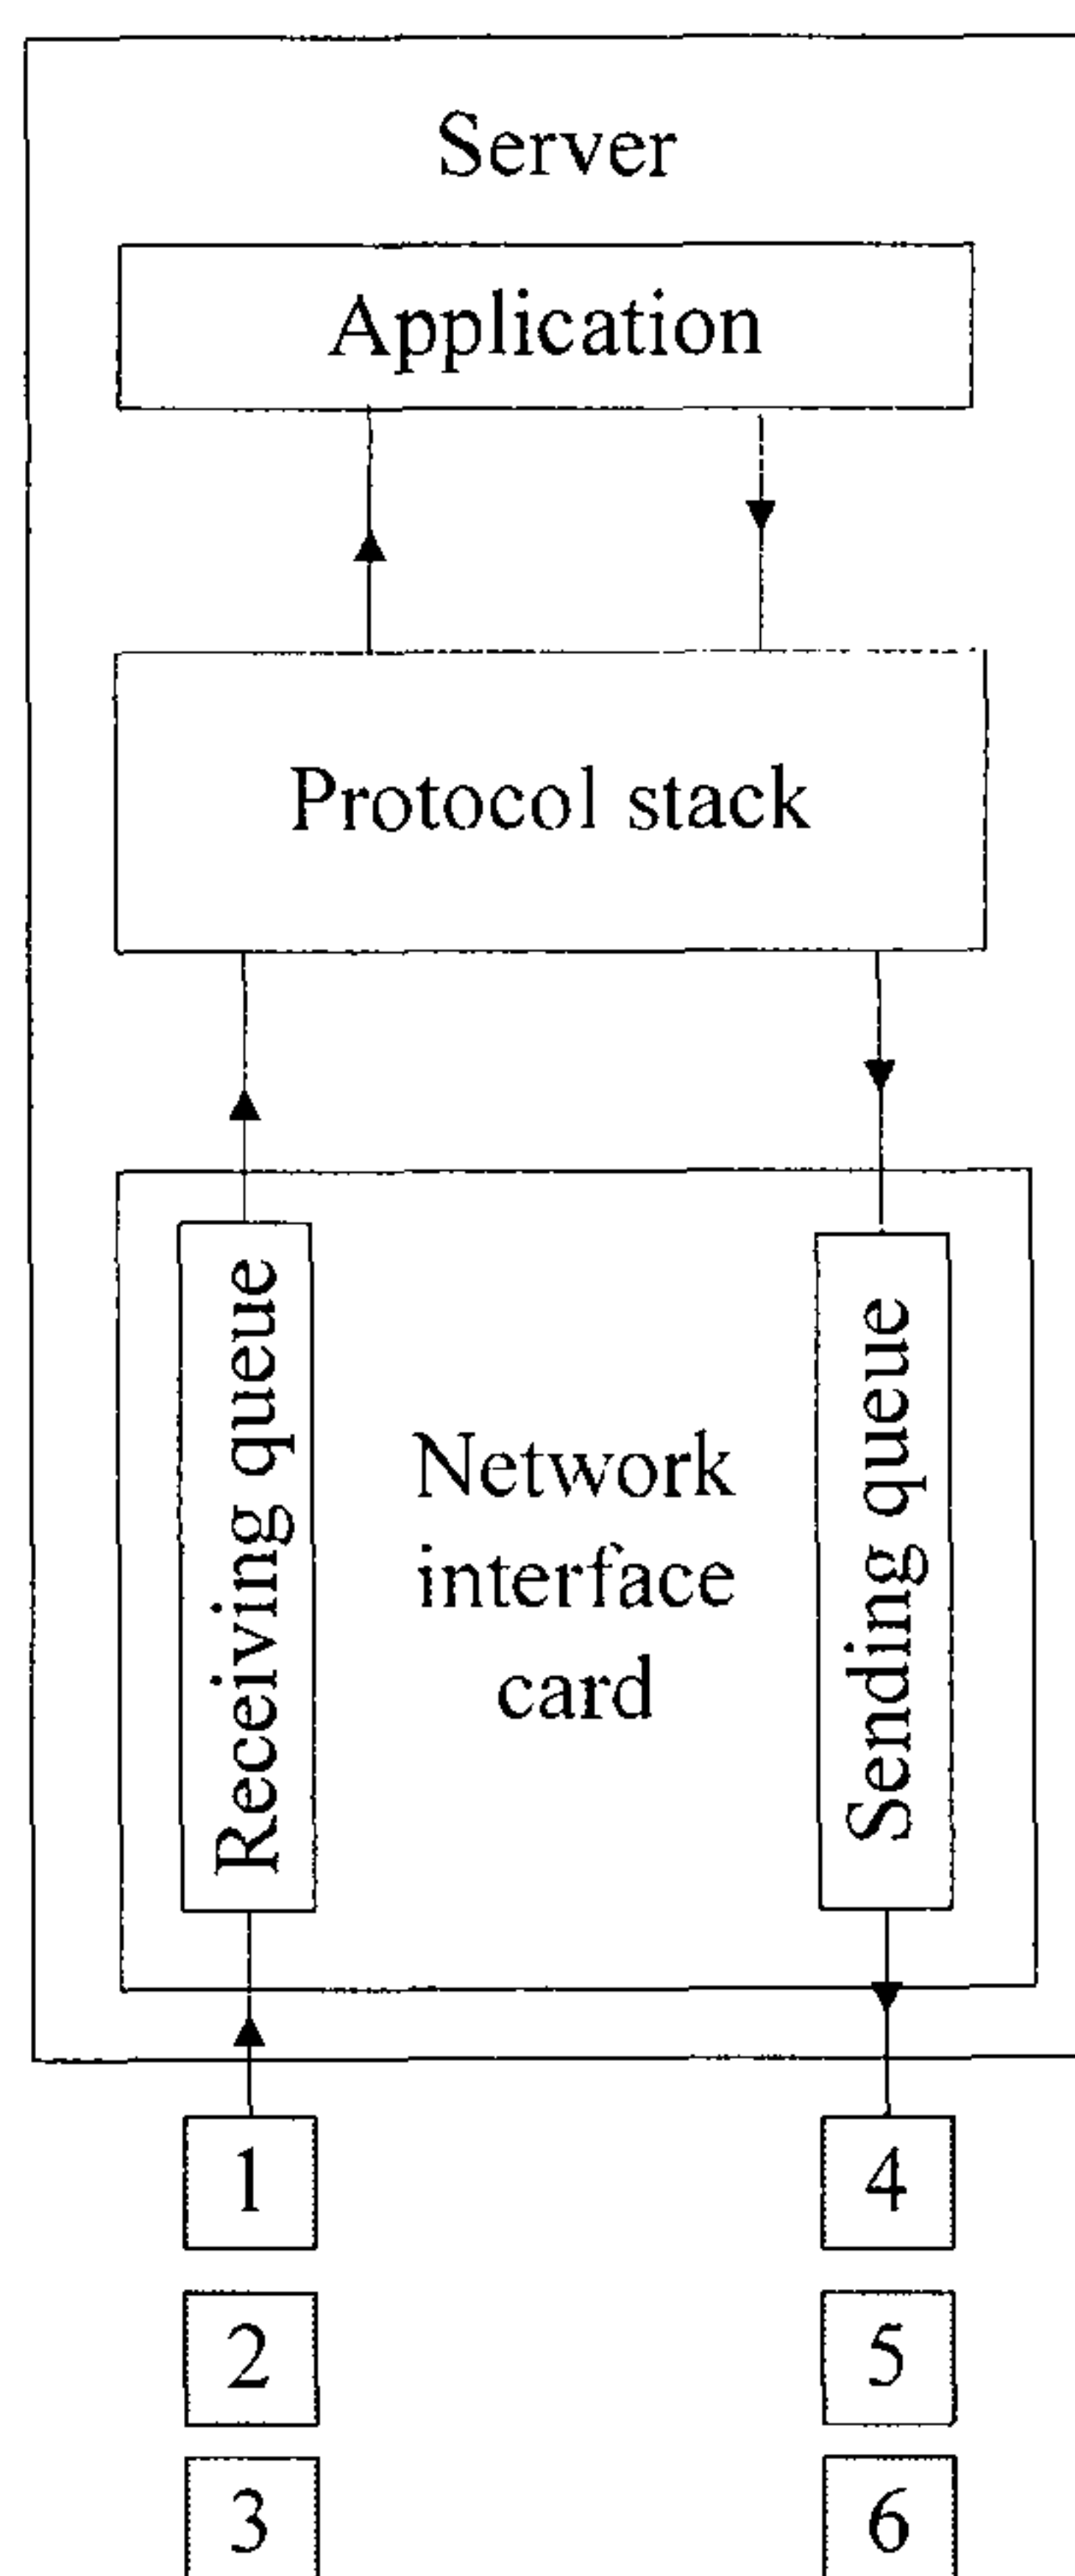 Server
Application
Protocol stack
Receiving queue
Network
interface
card
Sending queue
1
4
2
5
3
6